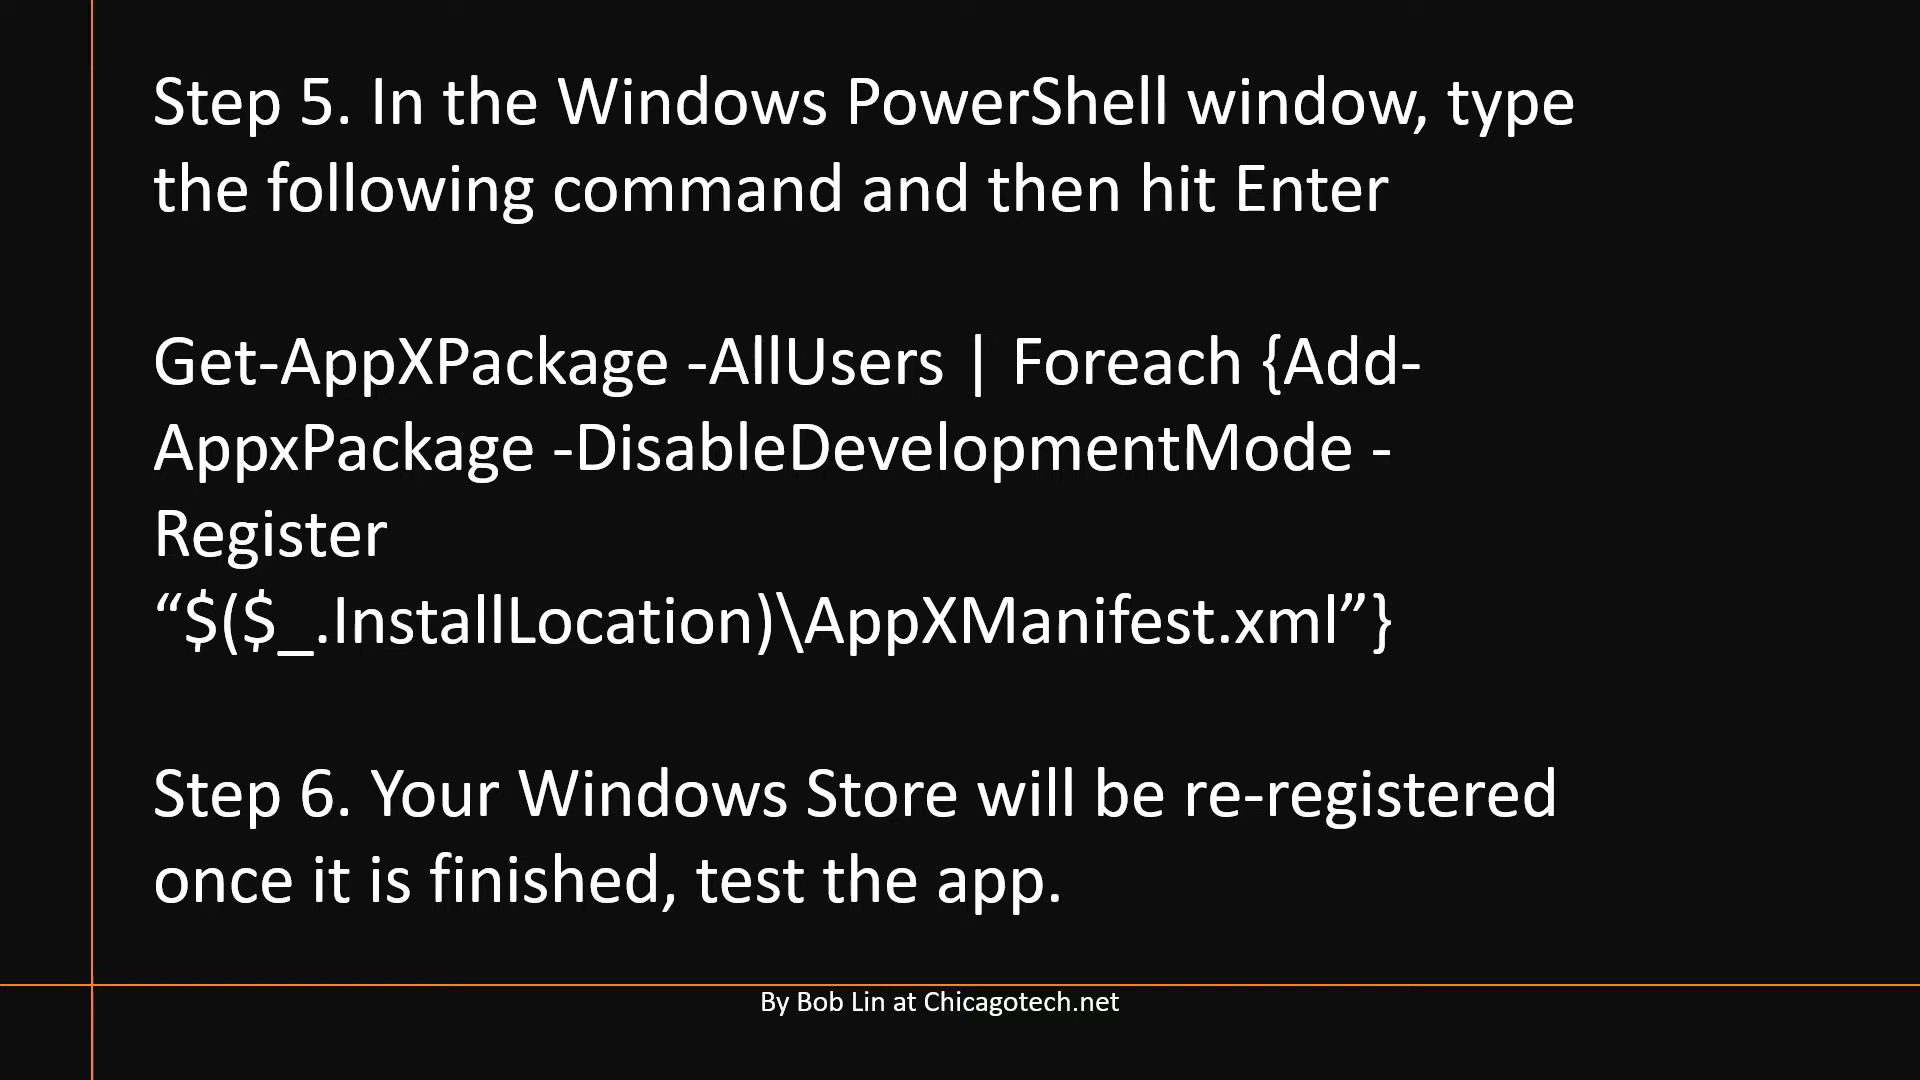 Step 5. In the Windows PowerShell window, type
the following command and then hit Enter
Get-AppXPackage -AllUsers | Foreach {Add-
AppxPackage -DisableDevelopmentMode -
Register
“$($_.InstallLocation)\AppXManifest.xml”}
Step 6. Your Windows Store will be re-registered
once it is finished, test the app.
By Bob Lin at Chicagotech.net